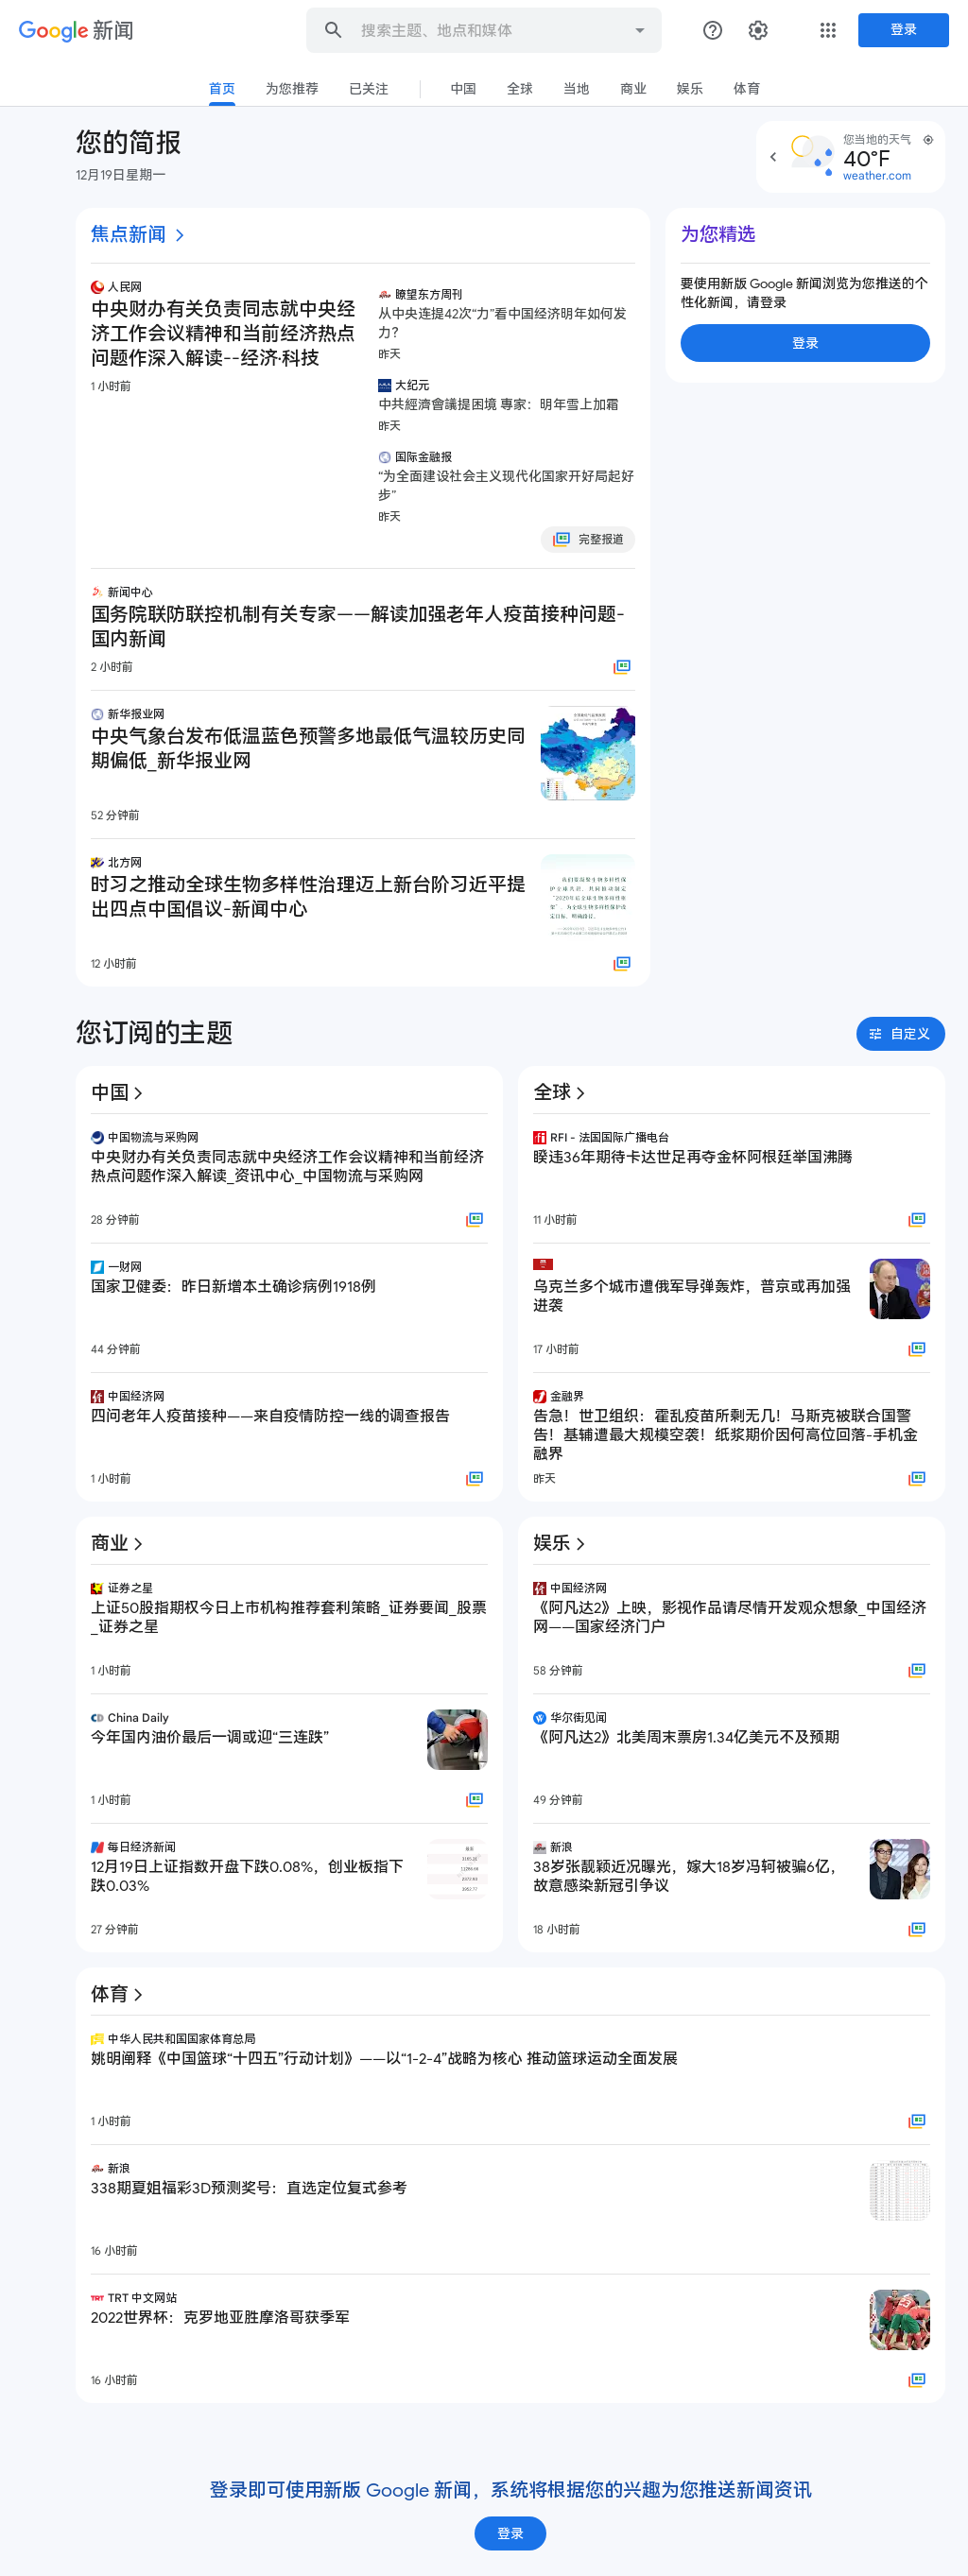 Google 新闻
搜索主题、地点和媒体
登录
首页
为您推荐
已关注
中国
全球
当地
商业
娱乐
体育
您的简报
12月19日星期一
您当地的天气
40°F
weather.com
焦点新闻
人民网
中央财办有关负责同志就中央经
济工作会议精神和当前经济热点
问题作深入解读--经济·科技
1 小时前
瞭望东方周刊
从中央连提42次“力”看中国经济明年如何发
力？
昨天
大纪元
中共經濟會議提困境 專家：明年雪上加霜
昨天
国际金融报
“为全面建设社会主义现代化国家开好局起好
步”
昨天
完整报道
新闻中心
国务院联防联控机制有关专家——解读加强老年人疫苗接种问题-
国内新闻
2 小时前
新华报业网
中央气象台发布低温蓝色预警多地最低气温较历史同
期偏低_新华报业网
52 分钟前
北方网
时习之推动全球生物多样性治理迈上新台阶习近平提
出四点中国倡议-新闻中心
12 小时前
为您精选
要使用新版 Google 新闻浏览为您推送的个
性化新闻，请登录
登录
您订阅的主题
自定义
中国
中国物流与采购网
中央财办有关负责同志就中央经济工作会议精神和当前经济
热点问题作深入解读_资讯中心_中国物流与采购网
28 分钟前
一财网
国家卫健委：昨日新增本土确诊病例1918例
44 分钟前
中国经济网
四问老年人疫苗接种——来自疫情防控一线的调查报告
1 小时前
全球
RFI - 法国国际广播电台
睽违36年期待卡达世足再夺金杯阿根廷举国沸腾
11 小时前
乌克兰多个城市遭俄军导弹轰炸，普京或再加强
进袭
17 小时前
金融界
告急！世卫组织：霍乱疫苗所剩无几！马斯克被联合国警
告！基辅遭最大规模空袭！纸浆期价因何高位回落-手机金
融界
昨天
商业
证券之星
上证50股指期权今日上市机构推荐套利策略_证券要闻_股票
_证券之星
1 小时前
China Daily
今年国内油价最后一调或迎“三连跌”
1 小时前
每日经济新闻
12月19日上证指数开盘下跌0.08%，创业板指下
跌0.03%
27 分钟前
娱乐
中国经济网
《阿凡达2》上映，影视作品请尽情开发观众想象_中国经济
网——国家经济门户
58 分钟前
华尔街见闻
《阿凡达2》北美周末票房1.34亿美元不及预期
49 分钟前
新浪
38岁张靓颖近况曝光，嫁大18岁冯轲被骗6亿，
故意感染新冠引争议
18 小时前
体育
中华人民共和国国家体育总局
姚明阐释《中国篮球“十四五”行动计划》——以“1-2-4”战略为核心 推动篮球运动全面发展
1 小时前
新浪
338期夏姐福彩3D预测奖号：直选定位复式参考
16 小时前
TRT 中文网站
2022世界杯：克罗地亚胜摩洛哥获季军
16 小时前
登录即可使用新版 Google 新闻，系统将根据您的兴趣为您推送新闻资讯
登录